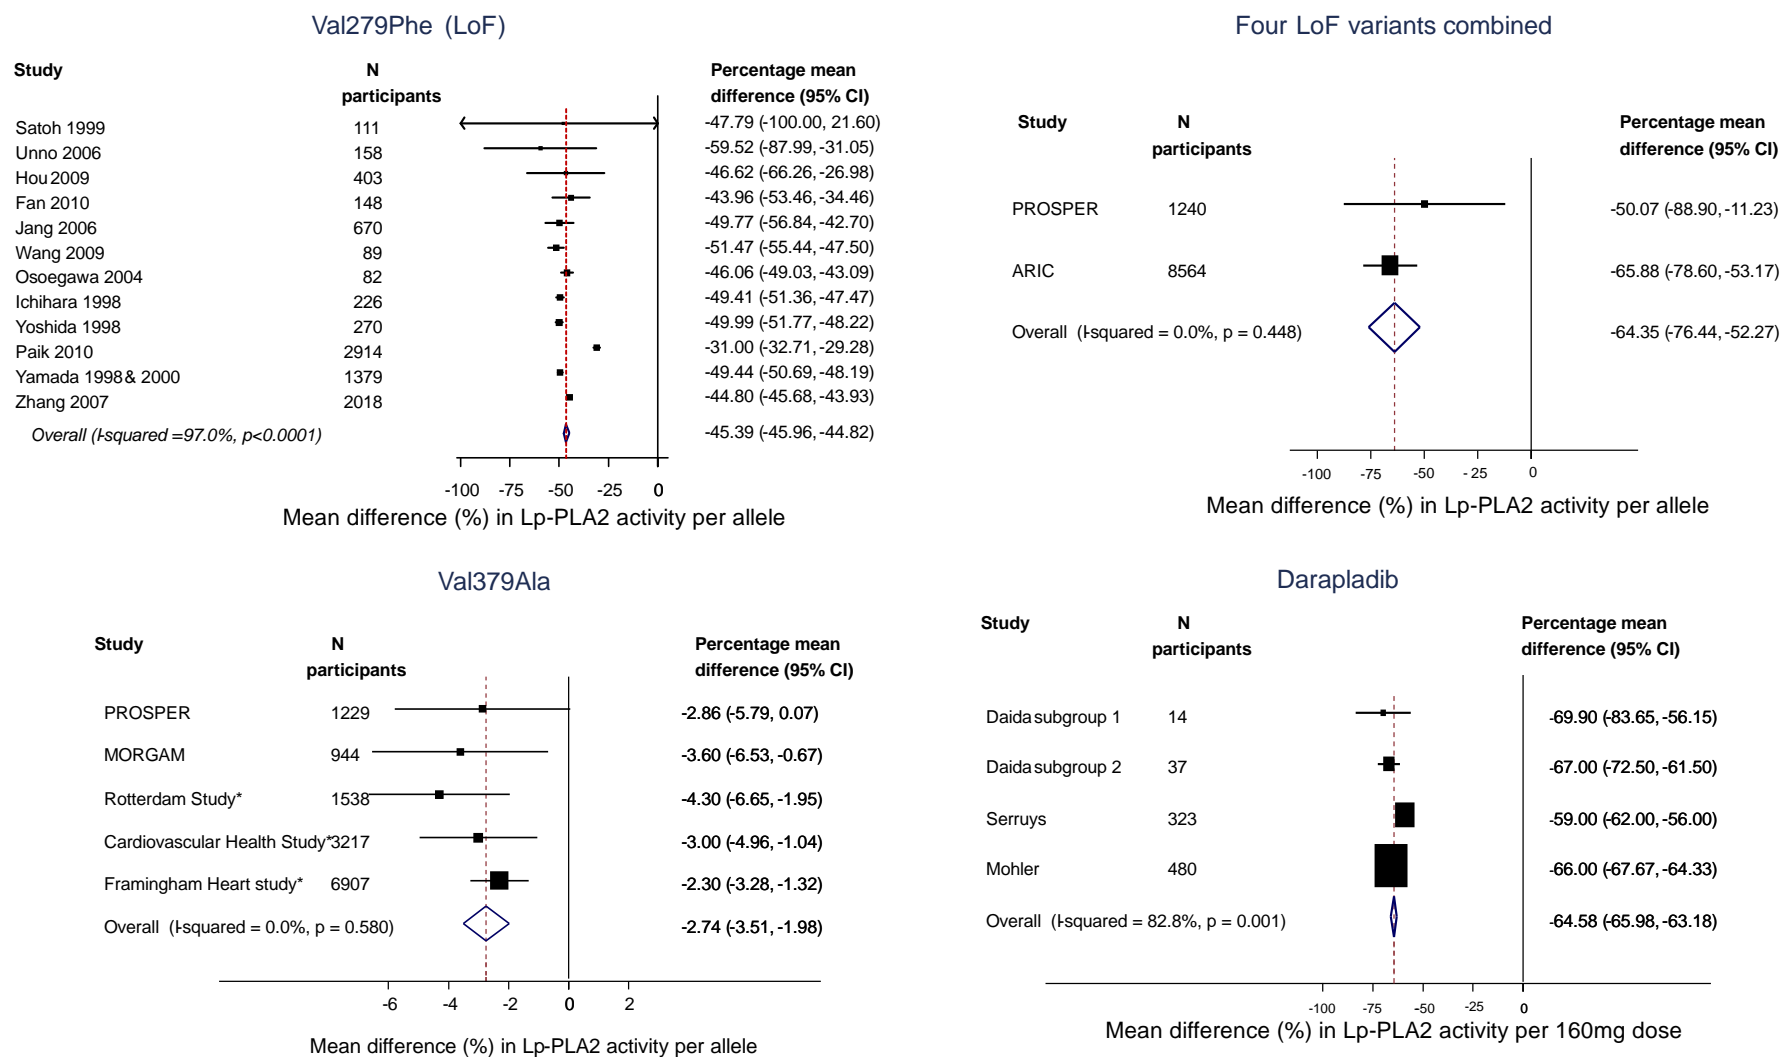 Val279Phe (LoF)
Study N Percentage mean
participants difference (95% CI)
Satoh 1999 111 -47.79 (-100.00, 21.60)
Unno 2006 158 -59.52 (-87.99, -31.05)
Hou 2009 403 -46.62 (-66.26, -26.98)
Fan 2010 148 -43.96 (-53.46, -34.46)
Jang 2006 670 -49.77 (-56.84, -42.70)
Wang 2009 89 -51.47 (-55.44, -47.50)
Osoegawa 2004 82 -46.06 (-49.03, -43.09)
Ichihara 1998 226 -49.41 (-51.36, -47.47)
Yoshida 1998 270 -49.99 (-51.77, -48.22)
Paik 2010 2914 -31.00 (-32.71, -29.28)
Yamada 1998 & 2000 1379 -49.44 (-50.69, -48.19)
Zhang 2007 2018 -44.80 (-45.68, -43.93)
Overall (I-squared =97.0%, p<0.0001) -45.39 (-45.96, -44.82)
-100 -75 -50 -25 0
Mean difference (%) in Lp-PLA2 activity per allele
Four LoF variants combined
Study N Percentage mean
participants difference (95% CI)
PROSPER 1240 -50.07 (-88.90, -11.23)
ARIC 8564 -65.88 (-78.60, -53.17)
Overall (I-squared = 0.0%, p = 0.448) -64.35 (-76.44, -52.27)
-100 -75 -50 -25 0
Mean difference (%) in Lp-PLA2 activity per allele
Val379Ala
Study N Percentage mean
participants difference (95% CI)
PROSPER 1229 -2.86 (-5.79, 0.07)
MORGAM 944 -3.60 (-6.53, -0.67)
Rotterdam Study* 1538 -4.30 (-6.65, -1.95)
Cardiovascular Health Study* 3217 -3.00 (-4.96, -1.04)
Framingham Heart study* 6907 -2.30 (-3.28, -1.32)
Overall (I-squared = 0.0%, p = 0.580) -2.74 (-3.51, -1.98)
-6 -4 -2 0 2
Mean difference (%) in Lp-PLA2 activity per allele
Darapladib
Study N Percentage mean
participants difference (95% CI)
Daida subgroup 1 14 -69.90 (-83.65, -56.15)
Daida subgroup 2 37 -67.00 (-72.50, -61.50)
Serruys 323 -59.00 (-62.00, -56.00)
Mohler 480 -66.00 (-67.67, -64.33)
Overall (I-squared = 82.8%, p = 0.001) -64.58 (-65.98, -63.18)
-100 -75 -50 -25 0
Mean difference (%) in Lp-PLA2 activity per 160mg dose